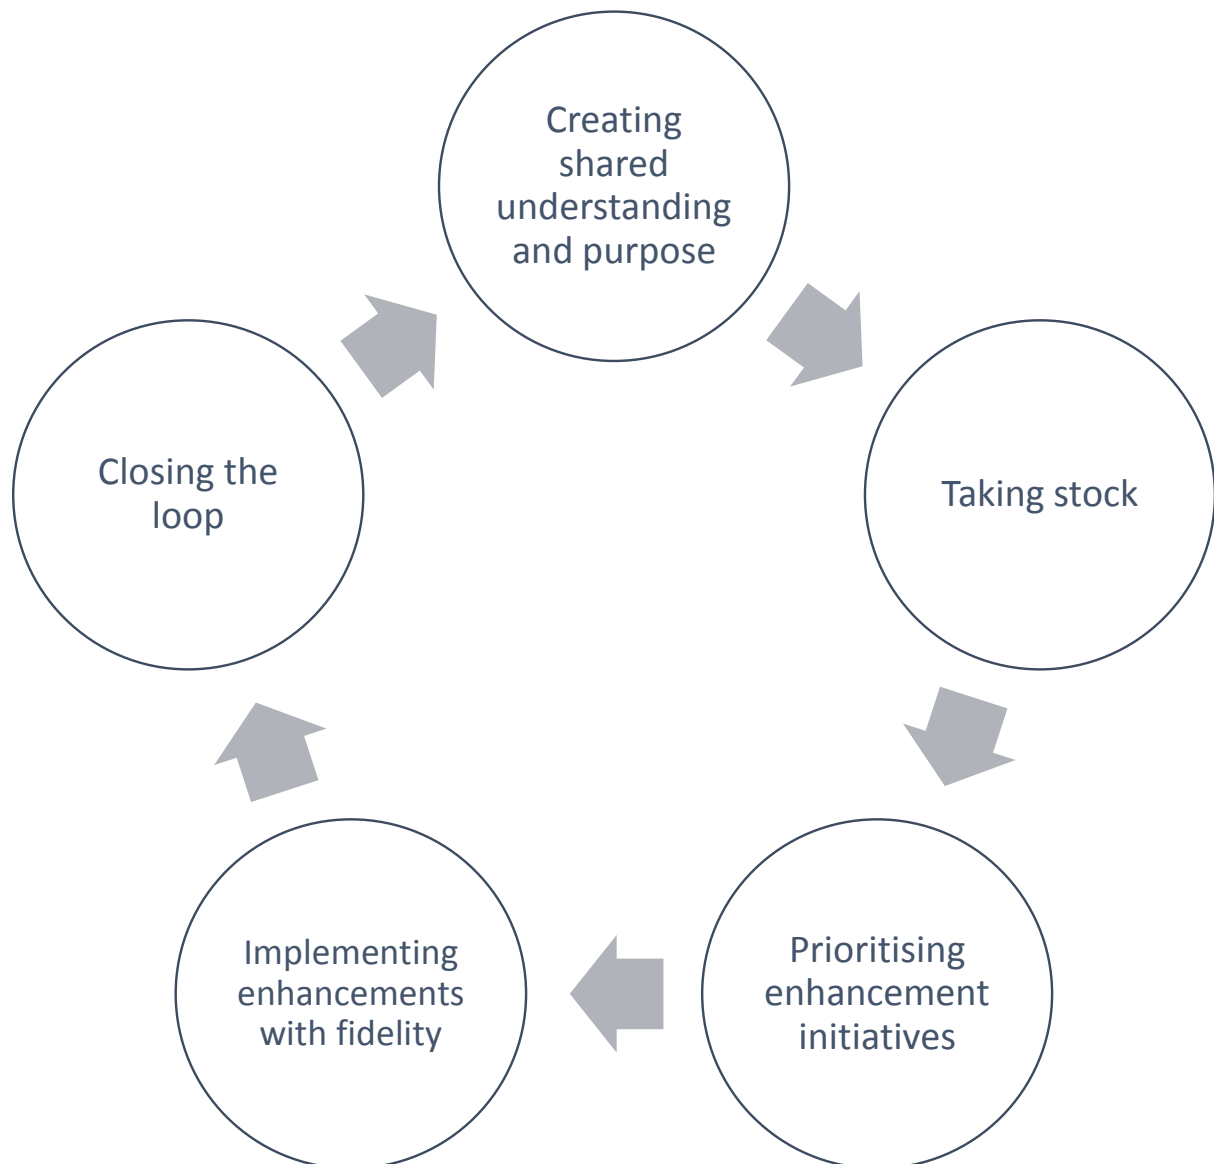 Creating
shared
understanding
and purpose
Taking stock
Prioritising
enhancement
initiatives
Implementing
enhancements
with fidelity
Closing the
loop